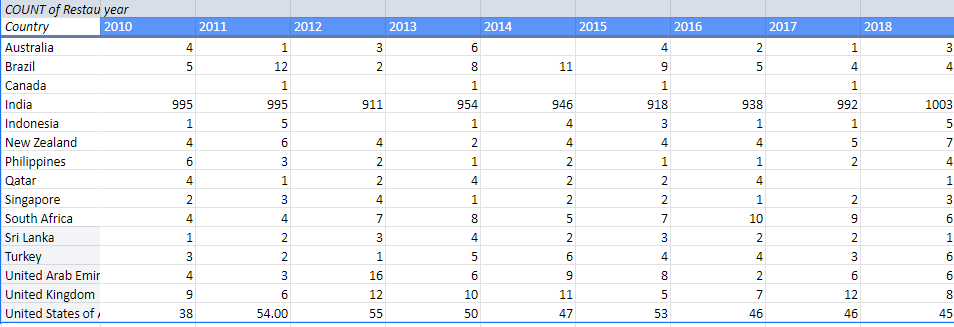 COUNT of Restau year
Country 2010 2011 2012 2013 2014 2015 2016 2017 2018
Australia 4 1 3 6 4 2 1 3
Brazil 5 12 2 8 11 9 5 4 4
Canada 1 1 1 1
India 995 995 911 954 946 918 938 992 1003
Indonesia 1 5 1 4 3 1 1 5
New Zealand 4 6 4 2 4 4 4 5 7
Philippines 6 3 2 1 2 1 1 2 4
Qatar 4 1 2 4 2 2 4 1
Singapore 2 3 4 1 2 2 1 2 3
South Africa 4 4 7 8 5 7 10 9 6
Sri Lanka 1 2 3 4 2 3 2 2 1
Turkey 3 2 1 5 6 4 4 3 6
United Arab Emir 4 3 16 6 9 8 2 6 6
United Kingdom 9 6 12 10 11 5 7 12 8
United States of 38 54.00 55 50 47 53 46 46 45